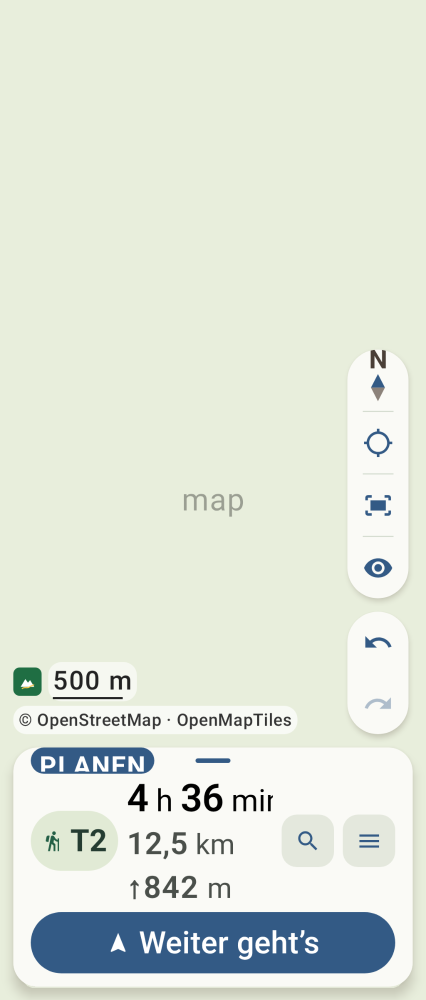 N
map
500 m
© OpenStreetMap · OpenMapTiles
PLANEN
4 h 36 min
T2
12,5 km
↑842 m
Weiter geht's